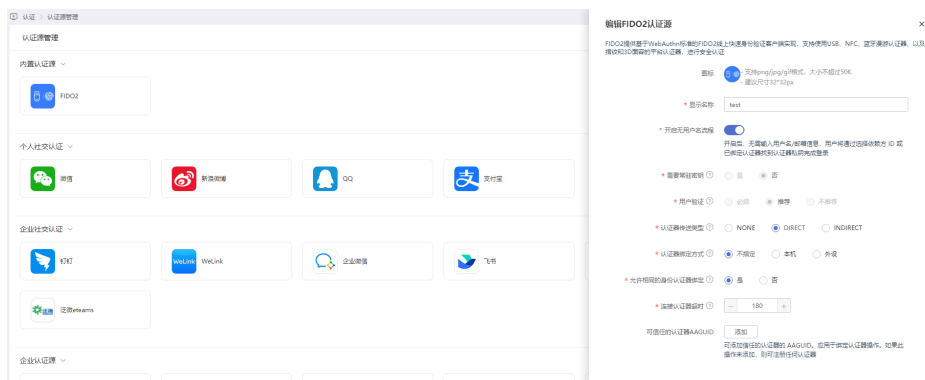 认证 > 认证源管理
认证源管理
内置认证源
FIDO2
个人社交认证
微信
新浪微博
QQ
支付宝
企业社交认证
钉钉
WeLink
WeLink
企业微信
飞书
泛微
泛微eteams
企业认证源
编辑FIDO2认证源
FIDO2提供基于WebAuthn标准的FIDO2线上快速身份验证客户端实现，支持使用USB、NFC、蓝牙漫游认证器、以及
指纹和3D面容的平台认证器，进行安全认证
图标
· 支持png/jpg/gif格式，大小不超过50K
· 建议尺寸32*32px
* 显示名称 test
* 开启无用户名流程
开启后，无需输入用户名/邮箱信息，用户将通过选择依赖方 ID 或
已绑定认证器找到认证器私钥完成登录
* 需要常驻密钥 是 否
* 用户验证 必须 推荐 不推荐
* 认证器传送类型 NONE DIRECT INDIRECT
* 认证器绑定方式 不指定 本机 外设
* 允许相同的身份认证器绑定 是 否
* 连接认证器超时 － 180 +
可信任的认证器AAGUID 添加
可添加信任的认证器的 AAGUID，应用于绑定认证器操作。如果此
操作未添加，则可注册任何认证器